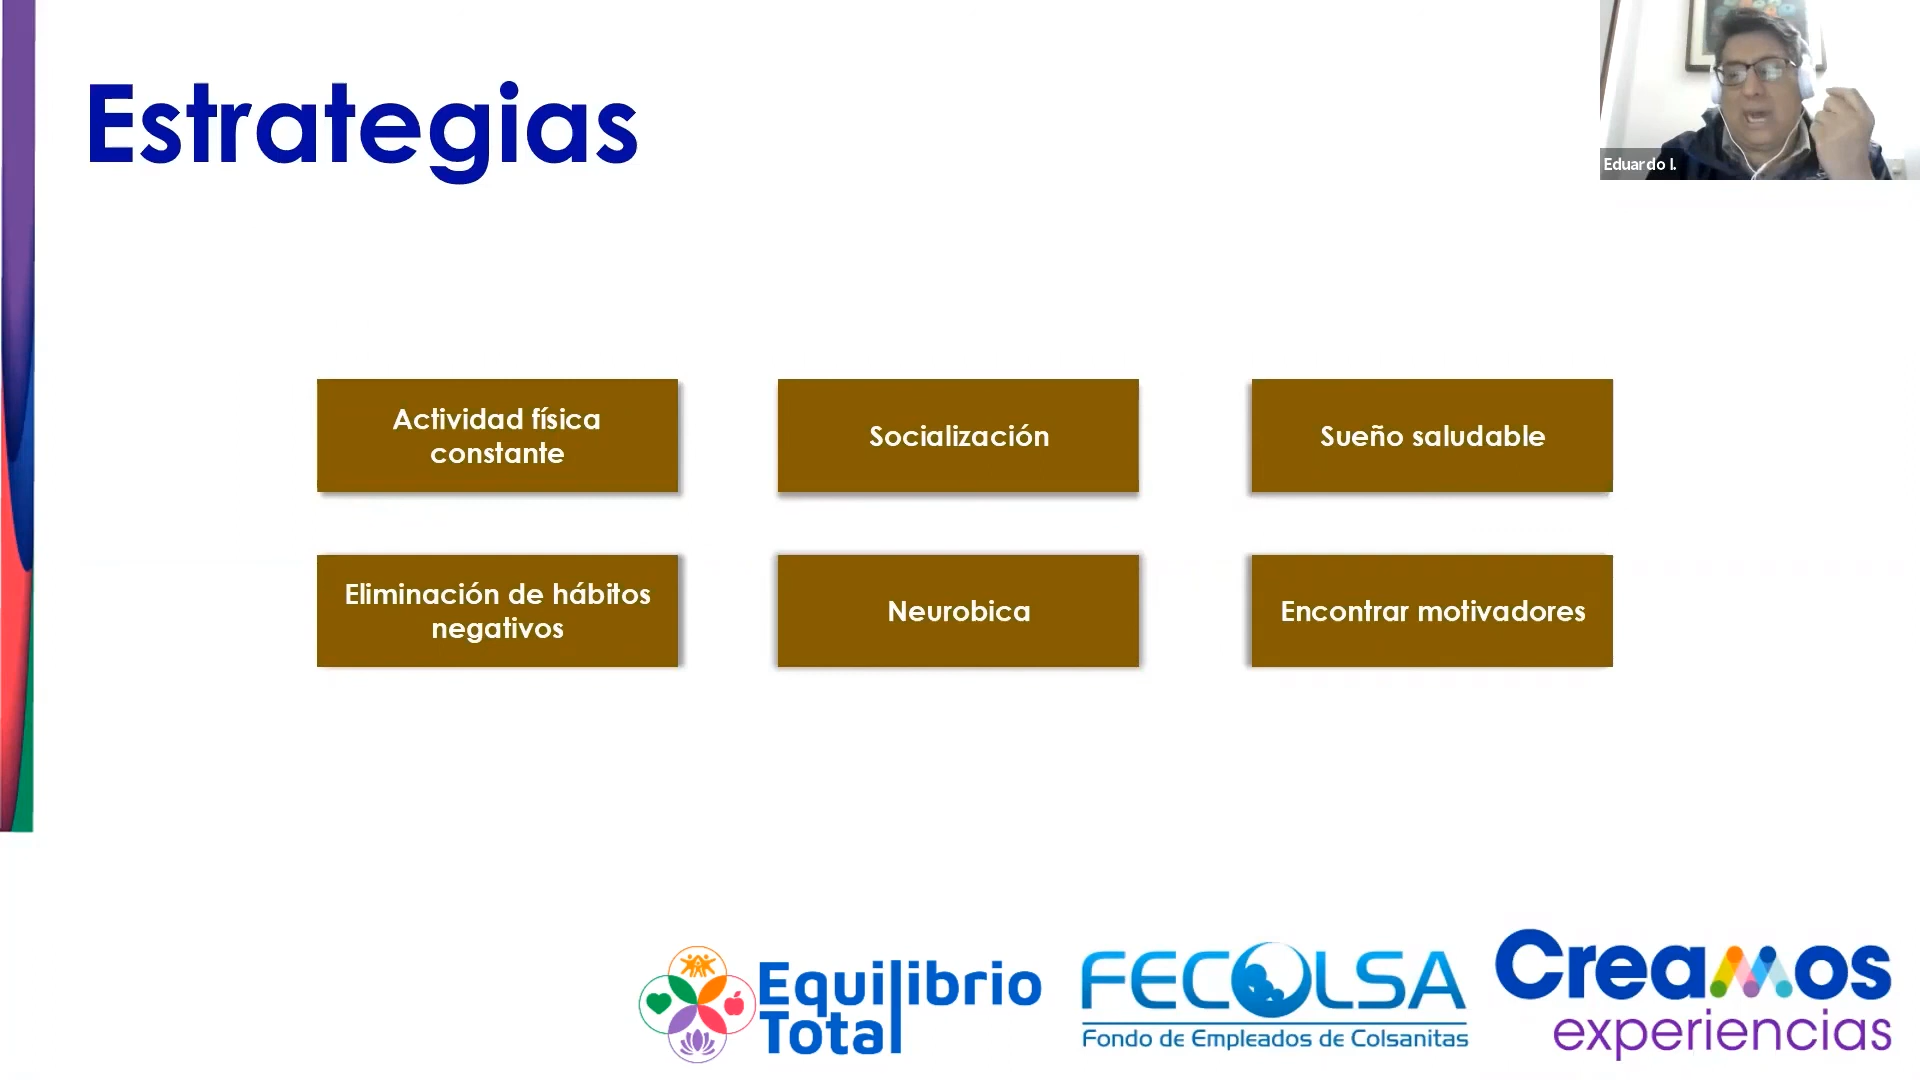 Estrategias
Eduardo I.
Actividad física
constante
Socialización
Sueño saludable
Eliminación de hábitos
negativos
Neurobica
Encontrar motivadores
Equilibrio
Total
FECOLSA
Fondo de Empleados de Colsanitas
Creamos
experiencias